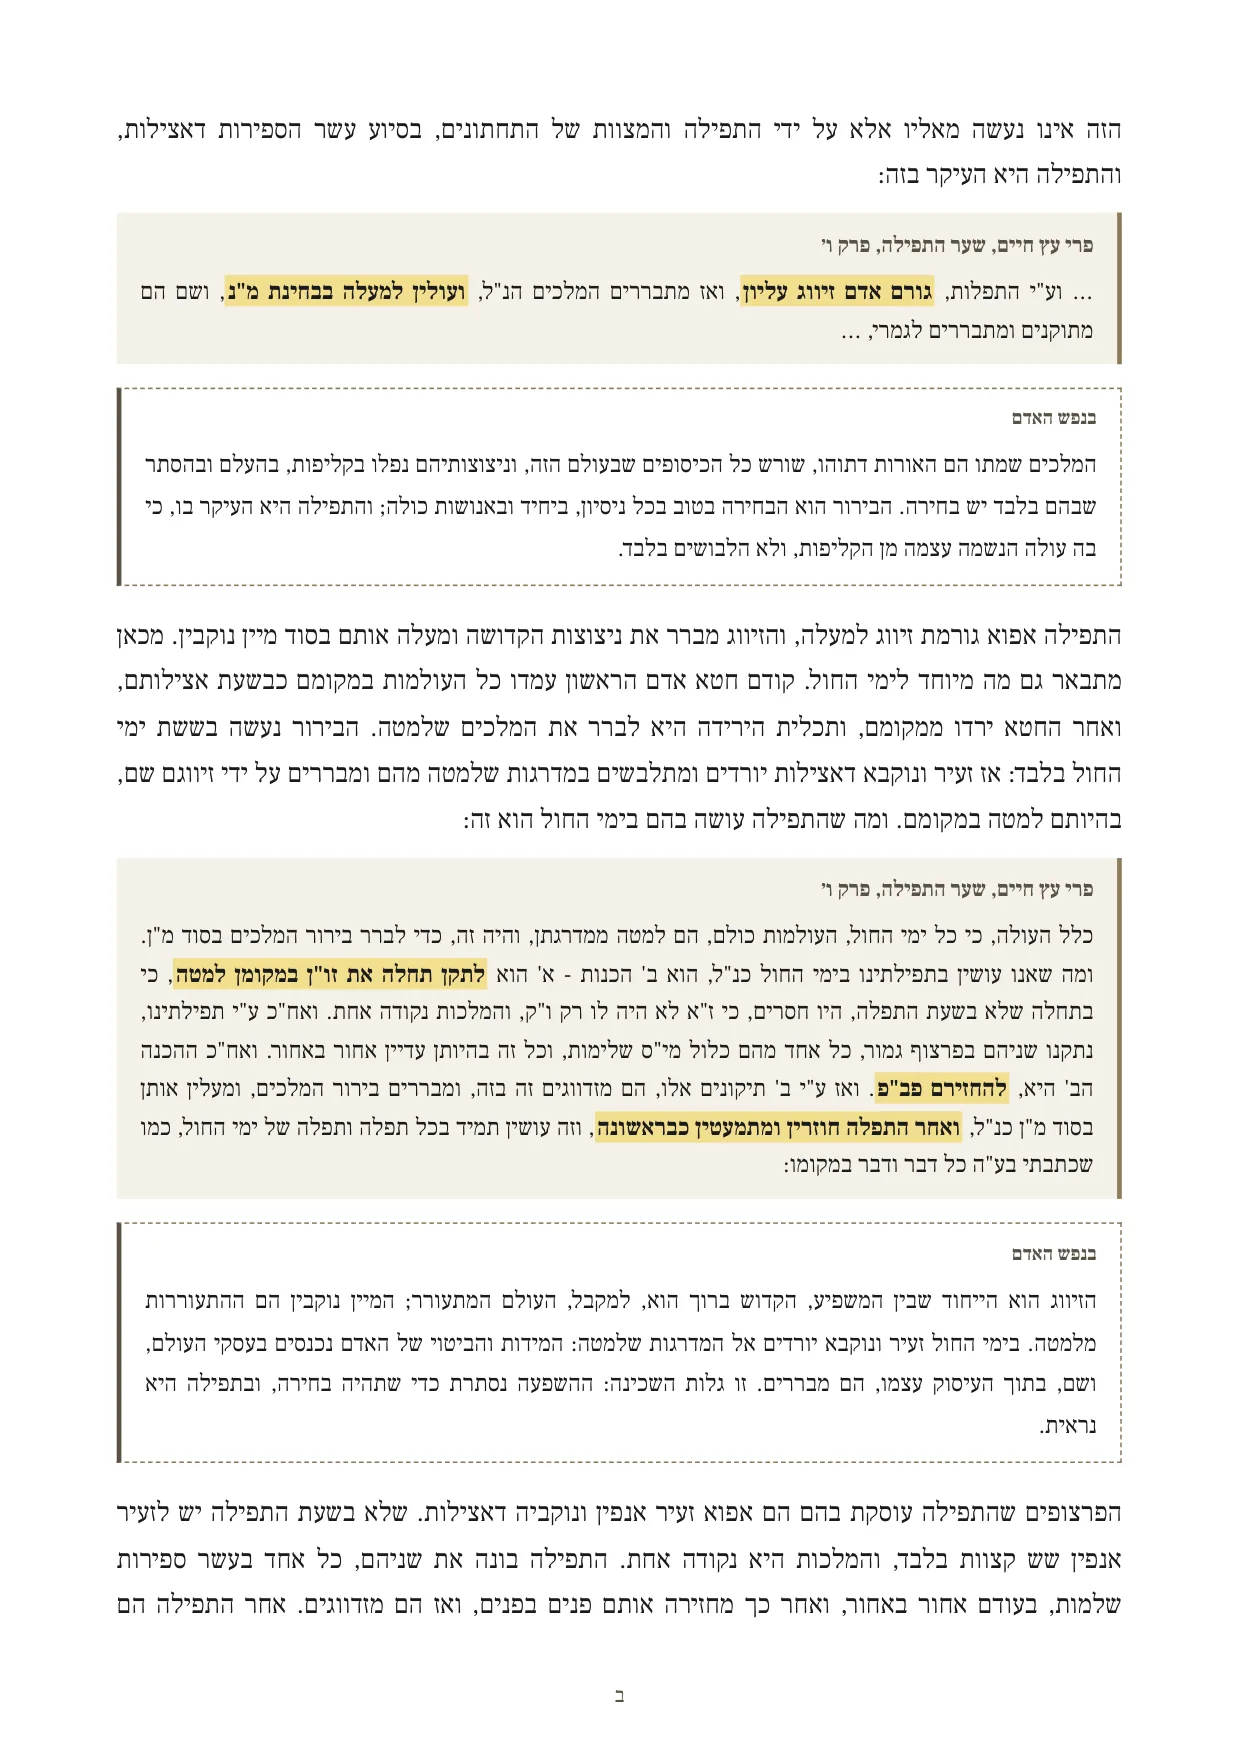 הזה אינו נעשה מאליו אלא על ידי התפילה והמצוות של התחתונים, בסיוע עשר הספירות דאצילות,
והתפילה היא העיקר בזה:
פרי עץ חיים, שער התפילה, פרק ו'
... וע"י התפלות, גורם אדם זיווג עליון, ואז מתבררים המלכים הנ"ל, ועולין למעלה בבחינת מ"נ, ושם הם
מתוקנים ומתבררים לגמרי, ...
בנפש האדם
המלכים שמתו הם האורות דתוהו, שורש כל הכיסופים שבעולם הזה, וניצוצותיהם נפלו בקליפות, בהעלם ובהסתר
שבהם בלבד יש בחירה. הבירור הוא הבחירה בטוב בכל ניסיון, ביחיד ובאנושות כולה; והתפילה היא העיקר בו, כי
בה עולה הנשמה עצמה מן הקליפות, ולא הלבושים בלבד.
התפילה אפוא גורמת זיווג למעלה, והזיווג מברר את ניצוצות הקדושה ומעלה אותם בסוד מיין נוקבין. מכאן
מתבאר גם מה מיוחד לימי החול. קודם חטא אדם הראשון עמדו כל העולמות במקומם כבשעת אצילותם,
ואחר החטא ירדו ממקומם, ותכלית הירידה היא לברר את המלכים שלמטה. הבירור נעשה בששת ימי
החול בלבד: אז זעיר ונוקבא דאצילות יורדים ומתלבשים במדרגות שלמטה מהם ומבררים על ידי זיווגם שם,
בהיותם למטה במקומם. ומה שהתפילה עושה בהם בימי החול הוא זה:
פרי עץ חיים, שער התפילה, פרק ו'
כלל העולה, כי כל ימי החול, העולמות כולם, הם למטה ממדרגתן, והיה זה, כדי לברר בירור המלכים בסוד מ"ן.
ומה שאנו עושין בתפילתינו בימי החול כנ"ל, הוא ב' הכנות - א' הוא לתקן תחלה את זו"ן במקומן למטה, כי
בתחלה שלא בשעת התפלה, היו חסרים, כי ז"א לא היה לו רק ו"ק, והמלכות נקודה אחת. ואח"כ ע"י תפילתינו,
נתקנו שניהם בפרצוף גמור, כל אחד מהם כלול מי"ס שלימות, וכל זה בהיותן עדיין אחור באחור. ואח"כ ההכנה
הב' היא, להחזירם פב"פ. ואז ע"י ב' תיקונים אלו, הם מזדווגים זה בזה, ומבררים בירור המלכים, ומעלין אותן
בסוד מ"ן כנ"ל, ואחר התפלה חוזרין ומתמעטין כבראשונה, וזה עושין תמיד בכל תפלה ותפלה של ימי החול, כמו
שכתבתי בע"ה כל דבר ודבר במקומו:
בנפש האדם
הזיווג הוא הייחוד שבין המשפיע, הקדוש ברוך הוא, למקבל, העולם המתעורר; המיין נוקבין הם ההתעוררות
מלמטה. בימי החול זעיר ונוקבא יורדים אל המדרגות שלמטה: המידות והביטוי של האדם נכנסים בעסקי העולם,
ושם, בתוך העיסוק עצמו, הם מבררים. זו גלות השכינה: ההשפעה נסתרת כדי שתהיה בחירה, ובתפילה היא
נראית.
הפרצופים שהתפילה עוסקת בהם הם אפוא זעיר אנפין ונוקביה דאצילות. שלא בשעת התפילה יש לזעיר
אנפין שש קצוות בלבד, והמלכות היא נקודה אחת. התפילה בונה את שניהם, כל אחד בעשר ספירות
שלמות, בעודם אחור באחור, ואחר כך מחזירה אותם פנים בפנים, ואז הם מזדווגים. אחר התפילה הם
ב